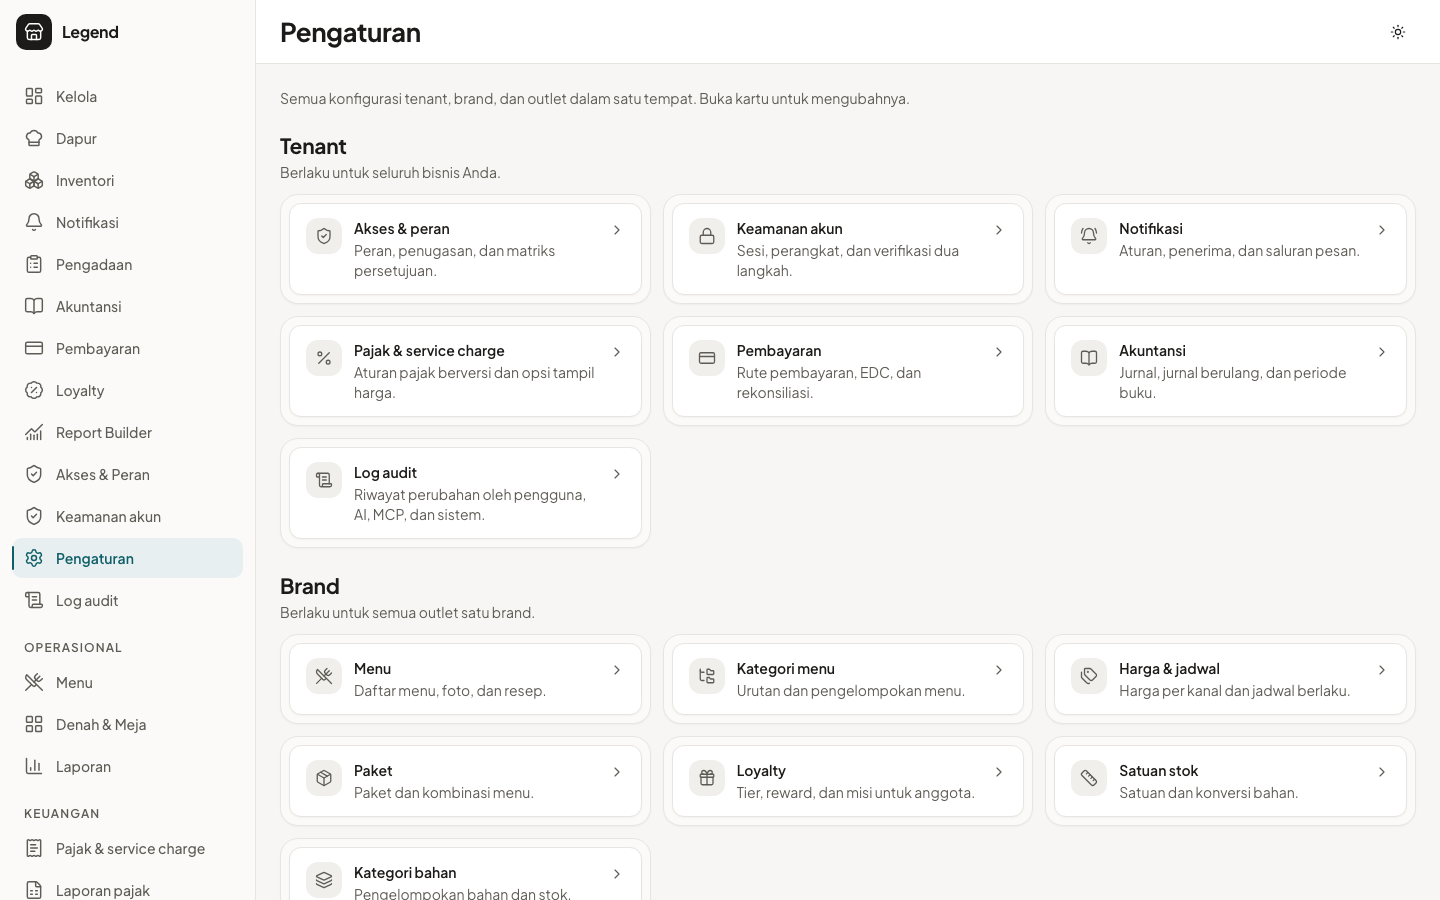 Legend
Kelola
Dapur
Inventori
Notifikasi
Pengadaan
Akuntansi
Pembayaran
Loyalty
Report Builder
Akses & Peran
Keamanan akun
Pengaturan
Log audit
OPERASIONAL
Menu
Denah & Meja
Laporan
KEUANGAN
Pajak & service charge
Laporan pajak
Pengaturan
Semua konfigurasi tenant, brand, dan outlet dalam satu tempat. Buka kartu untuk mengubahnya.
Tenant
Berlaku untuk seluruh bisnis Anda.
Akses & peran
Peran, penugasan, dan matriks
persetujuan.
Keamanan akun
Sesi, perangkat, dan verifikasi dua
langkah.
Notifikasi
Aturan, penerima, dan saluran pesan.
Pajak & service charge
Aturan pajak berversi dan opsi tampil
harga.
Pembayaran
Rute pembayaran, EDC, dan
rekonsiliasi.
Akuntansi
Jurnal, jurnal berulang, dan periode
buku.
Log audit
Riwayat perubahan oleh pengguna,
AI, MCP, dan sistem.
Brand
Berlaku untuk semua outlet satu brand.
Menu
Daftar menu, foto, dan resep.
Kategori menu
Urutan dan pengelompokan menu.
Harga & jadwal
Harga per kanal dan jadwal berlaku.
Paket
Paket dan kombinasi menu.
Loyalty
Tier, reward, dan misi untuk anggota.
Satuan stok
Satuan dan konversi bahan.
Kategori bahan
Pengelompokan bahan dan stok.